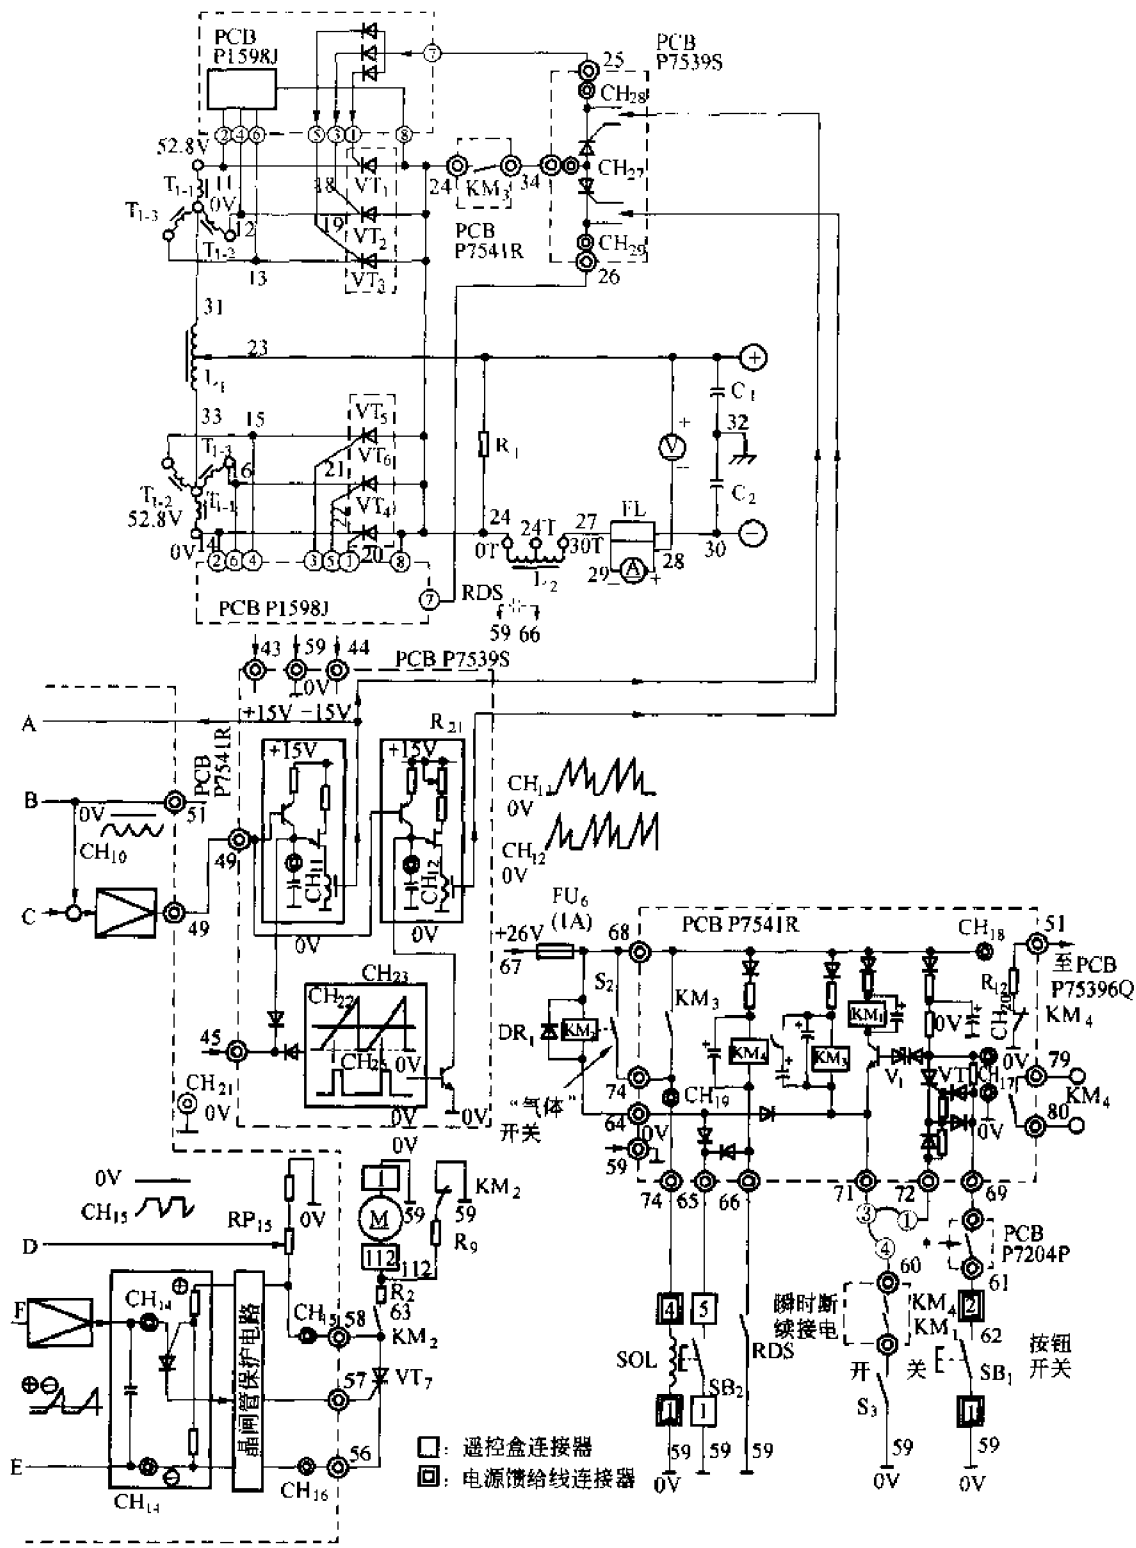 PCB
P1598J
⑦
25
PCB
P7539S
CH28
② ④ ⑥ ⑤ ③ ① ⑧
52.8V
VT1
24
KM3
34
CH27
T1-1
11
0V
18
T1-3
12
19
VT2
PCB
P7541R
T1-2
VT3
CH29
13
26
31
23
+
L1
C1
33
15
VT5
32
T1-3
R1
V
+
−
16
21
VT6
T1-2
T1-1
C2
52.8V
22
VT4
24
24T
27
FL
0V
14
20
0T
30T
28
30
−
② ⑥ ④ ③ ⑤ ① ⑧
29
−
A
+
L2
PCB P1598J
⑦
RDS
59 66
43
59
44
PCB P7539S
0V
+15V
−15V
A
R21
PCB
P7541R
+15V
+15V
CH11
0V
B
51
0V
CH10
49
CH11
CH12
CH12
0V
C
49
0V
0V
FU6
(1A)
PCB P7541R
51
CH18
+26V
67
68
至PCB
P75396Q
CH23
S2
KM3
R12
CH22
CH20
DR1
KM2
KM1
0V
KM4
45
KM4
KM3
0V
79
CH25
0V
V1
VT
CH17
CH21
0V
74
CH19
KM4
0V
0V
“气体”
开关
64
0V
0V
80
0V
59
0V
1
74
65
66
71
72
69
CH15
59
KM2
59
RP15
0V
M
③
①
PCB
P7204P
D
R9
④
112
112
60
61
R2
F
CH14
CH15
58
63
瞬时断
续接电
KM4
KM1
2
KM2
4
5
62
按钮
开关
⊕
晶闸管保护电路
RDS
开
关
⊕⊖
57
VT7
SOL
SB2
S3
SB1
1
1
1
□：遥控盒连接器
56
59
59
59
59
59
E
CH14
⊖
CH16
回：电源馈给线连接器
0V
0V
0V
0V